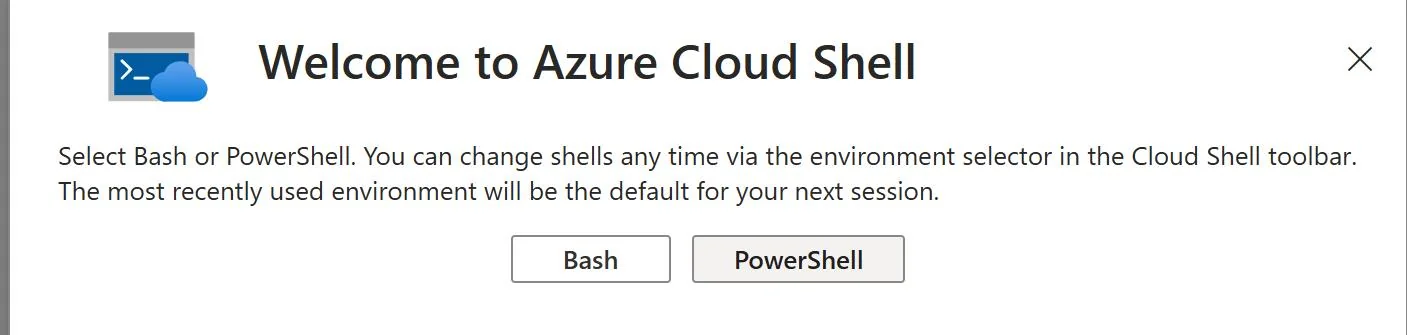 Welcome to Azure Cloud Shell
Select Bash or PowerShell. You can change shells any time via the environment selector in the Cloud Shell toolbar.
The most recently used environment will be the default for your next session.
Bash
PowerShell